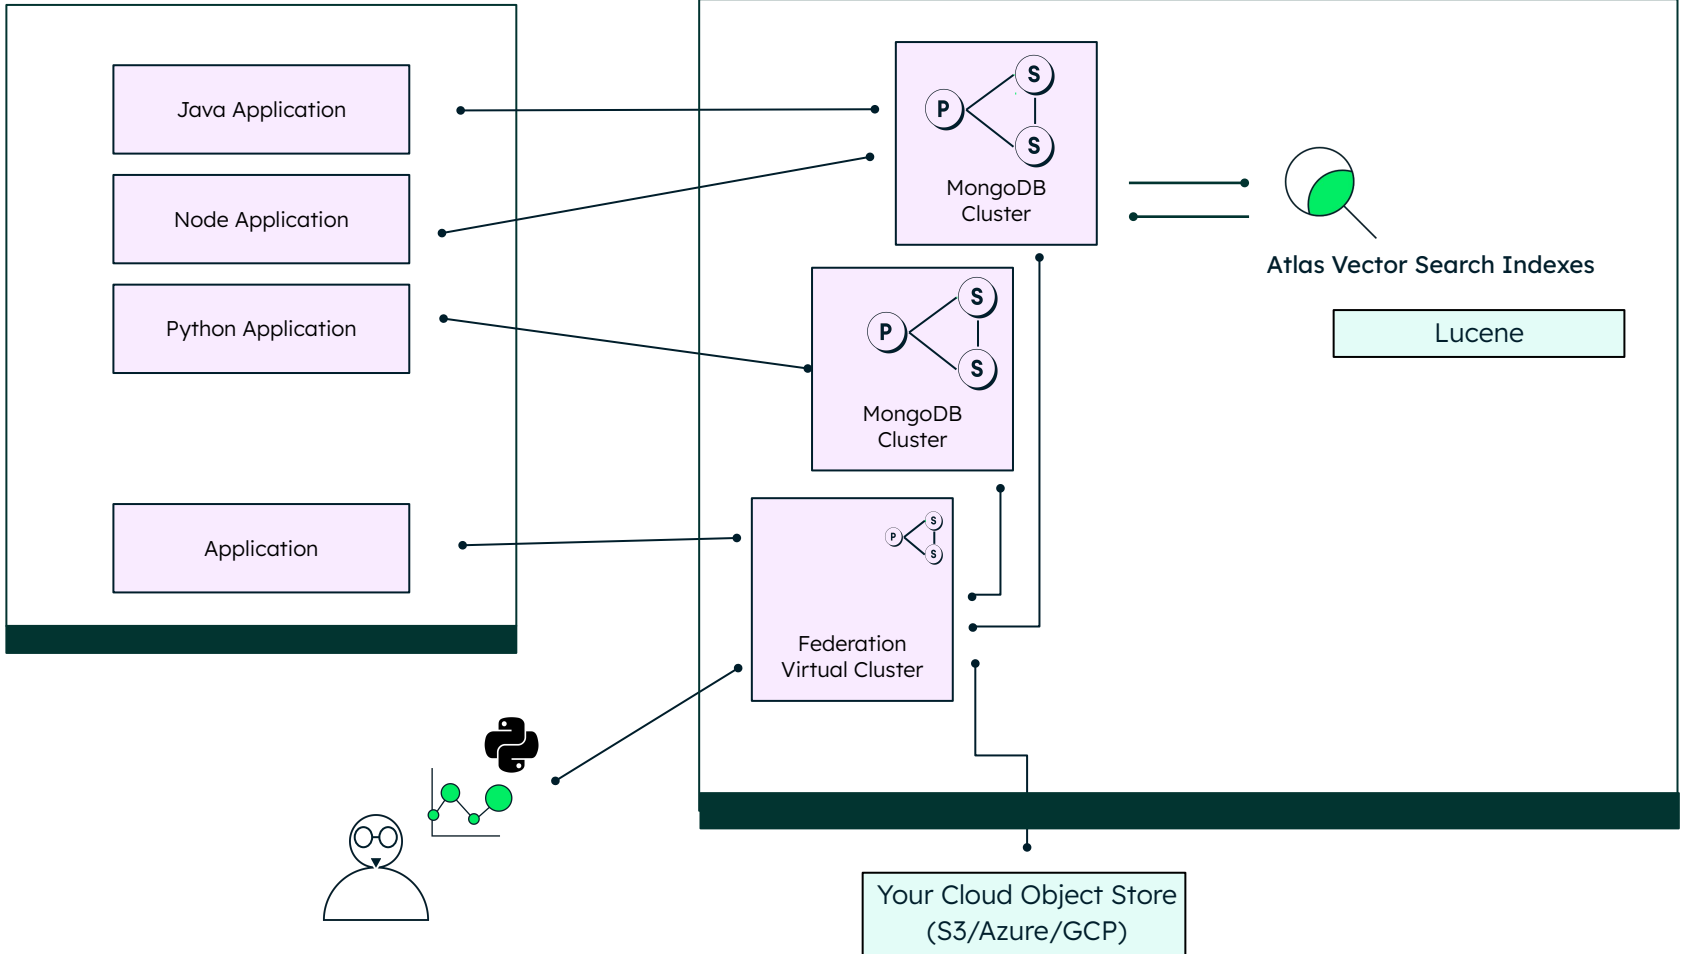 Java Application
Node Application
Python Application
Application
P
S
S
MongoDB
Cluster
P
S
S
MongoDB
Cluster
P
S
S
Federation
Virtual Cluster
Atlas Vector Search Indexes
Lucene
Your Cloud Object Store
(S3/Azure/GCP)